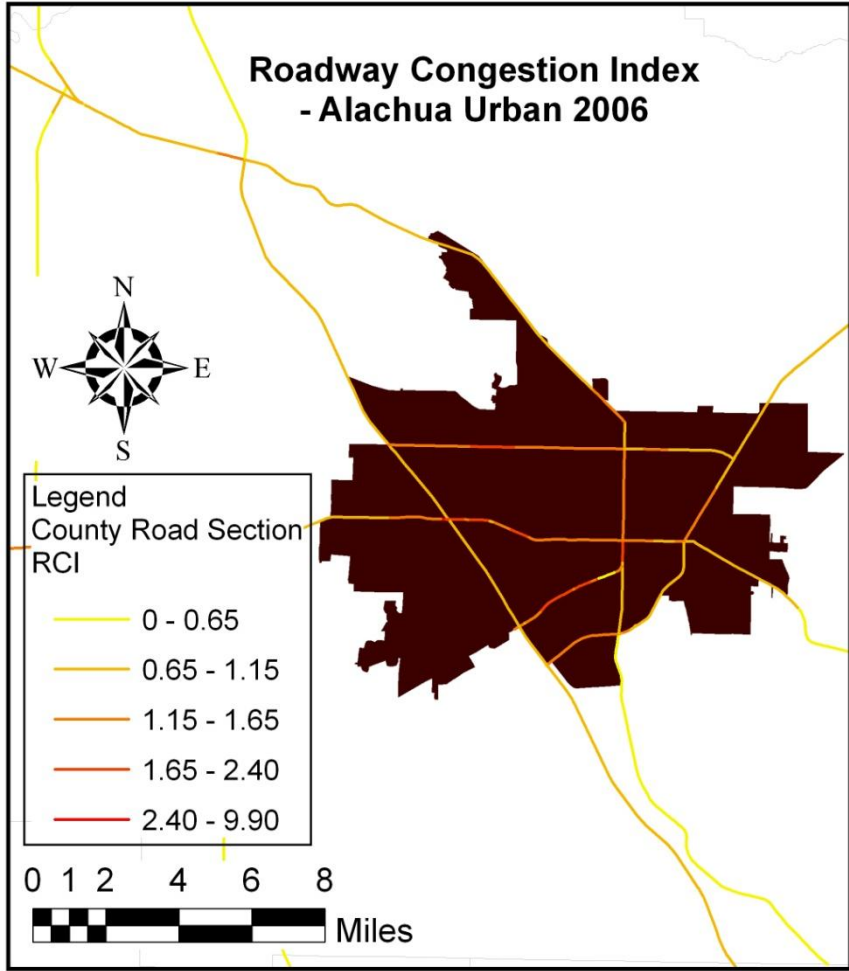 Roadway Congestion Index
- Alachua Urban 2006
N
W E
S
Legend
County Road Section
RCI
0 - 0.65
0.65 - 1.15
1.15 - 1.65
1.65 - 2.40
2.40 - 9.90
0 1 2 4 6 8
Miles